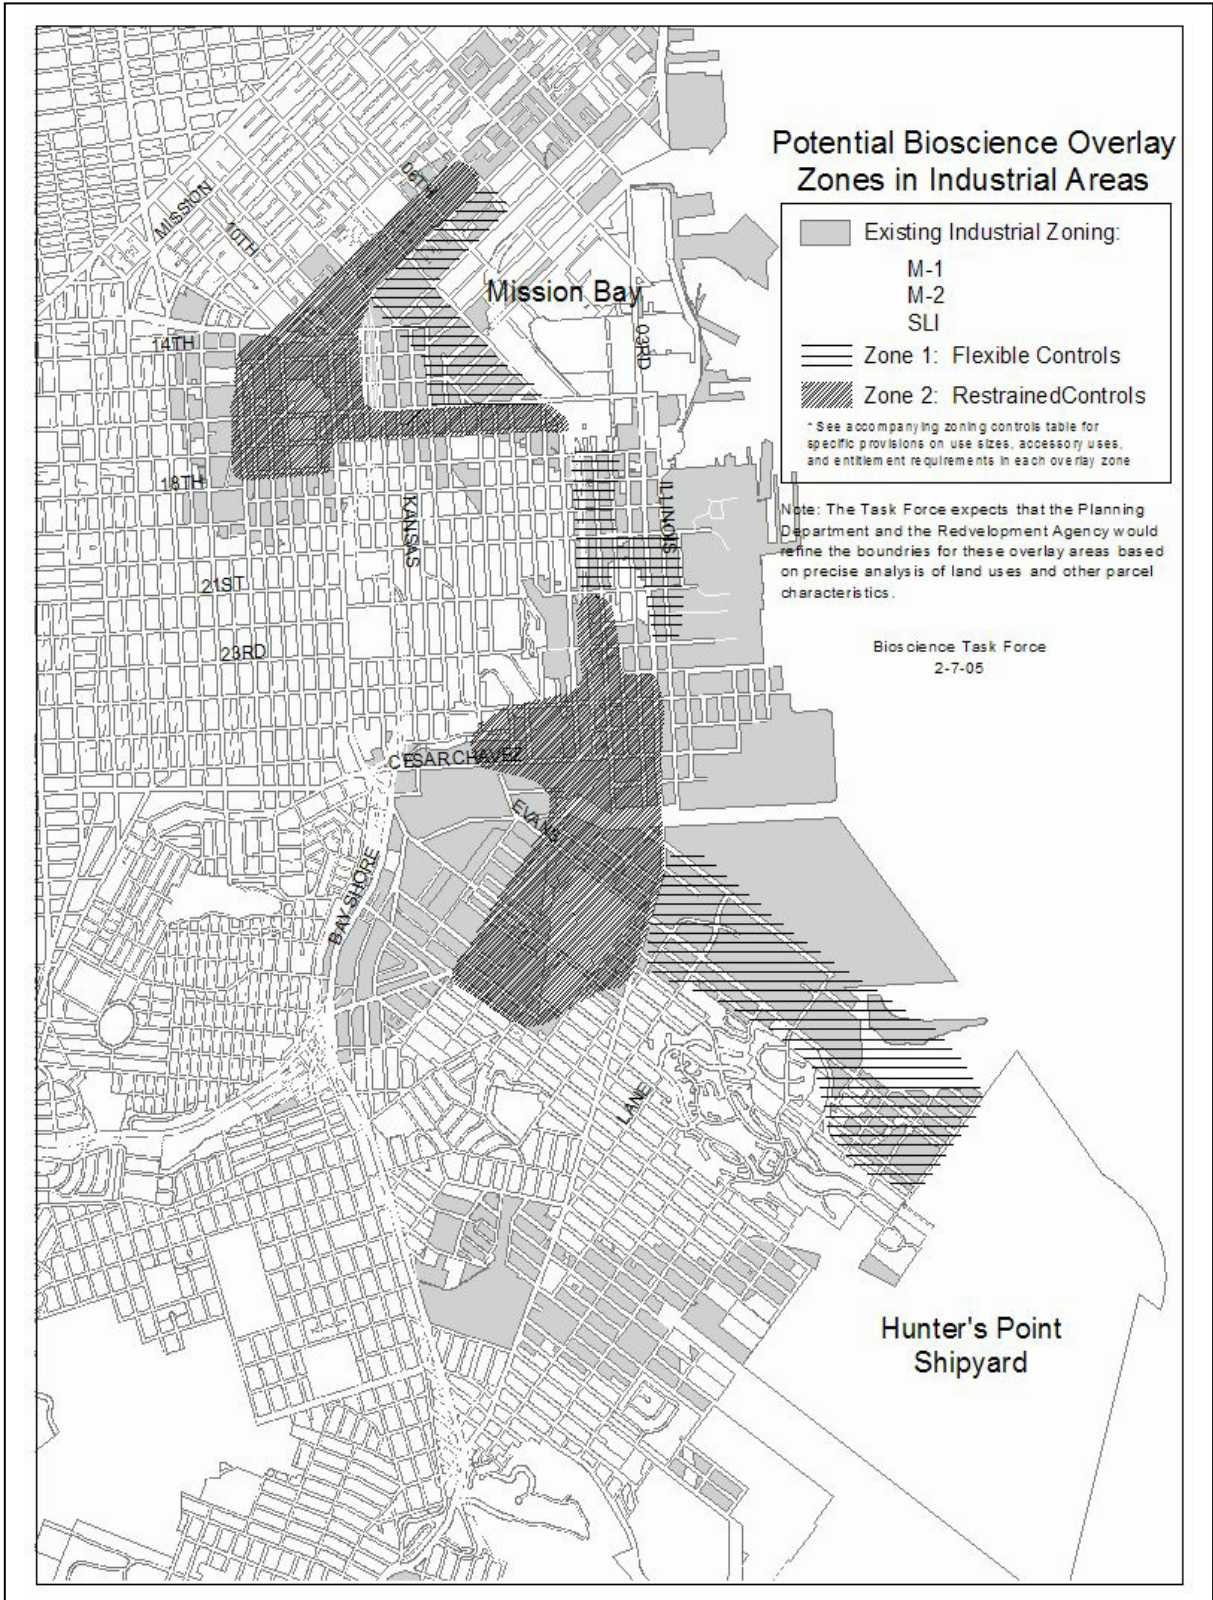 Potential Bioscience Overlay
Zones in Industrial Areas
Existing Industrial Zoning:
M-1
M-2
SLI
Zone 1: Flexible Controls
Zone 2: RestrainedControls
* See accompanying zoning controls table for
specific provisions on use sizes, accessory uses,
and entitlement requirements in each overlay zone
Note: The Task Force expects that the Planning
Department and the Redvelopment Agency would
refine the boundries for these overlay areas based
on precise analysis of land uses and other parcel
characteristics.
Bioscience Task Force
2-7-05
06TH
MISSION
10TH
Mission Bay
03RD
14TH
18TH
KANSAS
ILLINOIS
21ST
23RD
CESAR CHAVEZ
EVANS
BAYSHORE
LANE
Hunter's Point
Shipyard